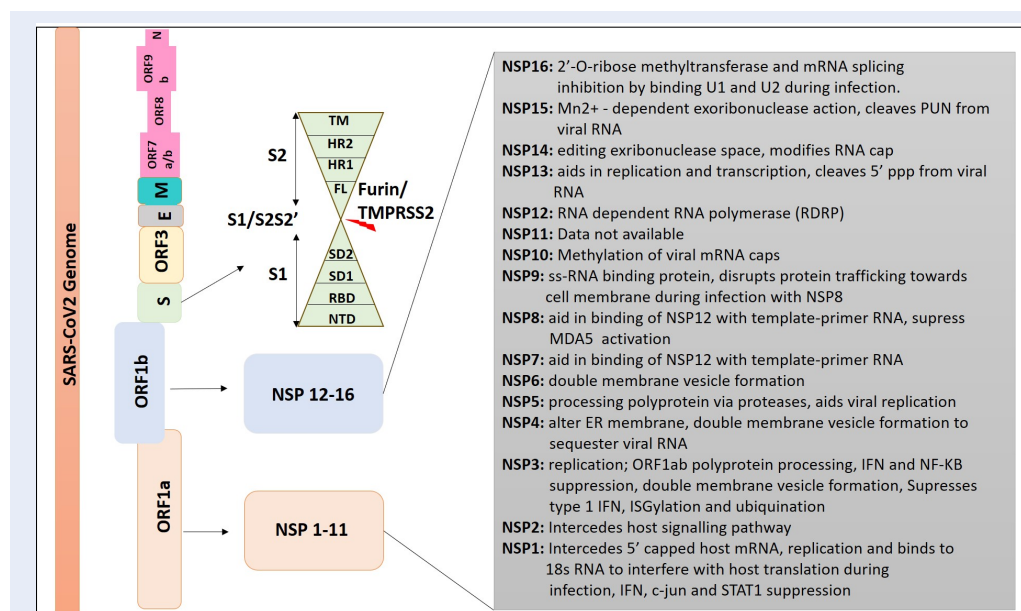 SARS-CoV2 Genome
N
ORF9
b
ORF8
ORF7
a/b
M
E
ORF3
S
ORF1b
ORF1a
S2
S1/S2S2’
S1
TM
HR2
HR1
FL
Furin/
TMPRSS2
SD2
SD1
RBD
NTD
NSP 12-16
NSP 1-11
NSP16: 2’-O-ribose methyltransferase and mRNA splicing
inhibition by binding U1 and U2 during infection.
NSP15: Mn2+ - dependent exoribonuclease action, cleaves PUN from
viral RNA
NSP14: editing exribonuclease space, modifies RNA cap
NSP13: aids in replication and transcription, cleaves 5’ ppp from viral
RNA
NSP12: RNA dependent RNA polymerase (RDRP)
NSP11: Data not available
NSP10: Methylation of viral mRNA caps
NSP9: ss-RNA binding protein, disrupts protein trafficking towards
cell membrane during infection with NSP8
NSP8: aid in binding of NSP12 with template-primer RNA, supress
MDA5 activation
NSP7: aid in binding of NSP12 with template-primer RNA
NSP6: double membrane vesicle formation
NSP5: processing polyprotein via proteases, aids viral replication
NSP4: alter ER membrane, double membrane vesicle formation to
sequester viral RNA
NSP3: replication; ORF1ab polyprotein processing, IFN and NF-KB
suppression, double membrane vesicle formation, Supresses
type 1 IFN, ISGylation and ubiquination
NSP2: Intercedes host signalling pathway
NSP1: Intercedes 5’ capped host mRNA, replication and binds to
18s RNA to interfere with host translation during
infection, IFN, c-jun and STAT1 suppression